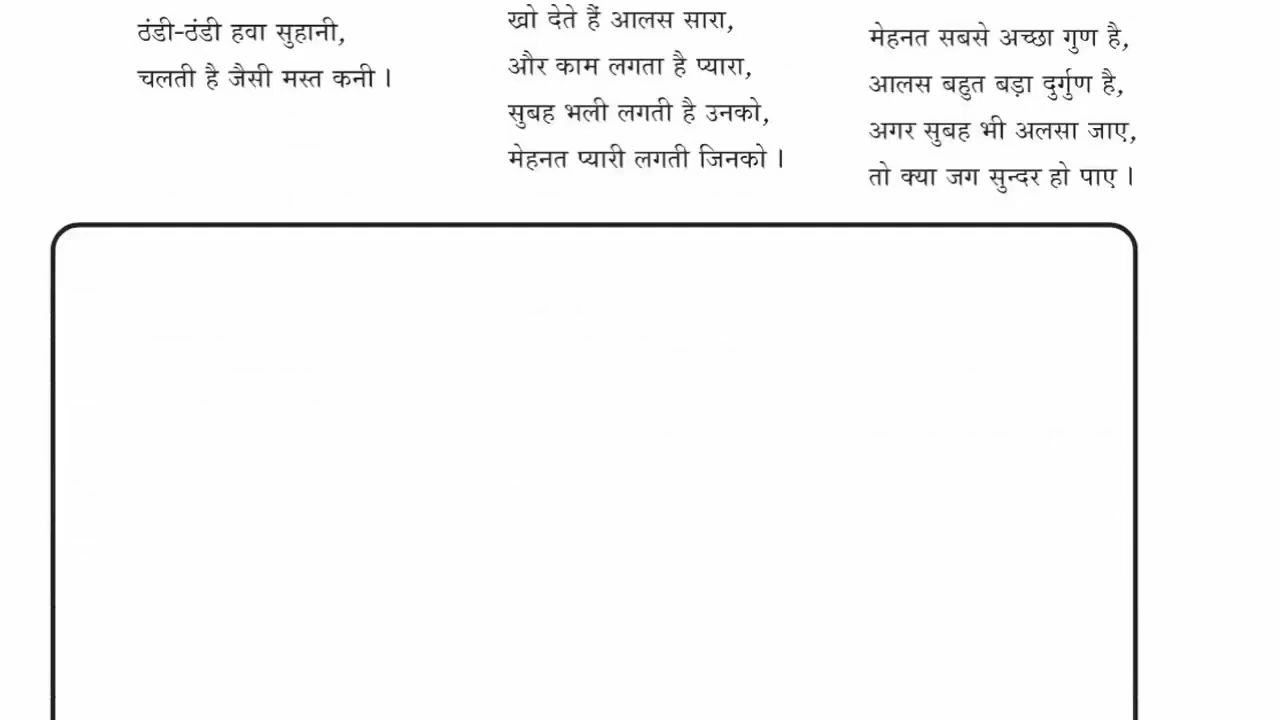 ठंडी-ठंडी हवा सुहानी,
चलती है जैसी मस्त कनी ।
खो देते हैं आलस सारा,
और काम लगता है प्यारा,
सुबह भली लगती है उनको,
मेहनत प्यारी लगती जिनको ।
मेहनत सबसे अच्छा गुण है,
आलस बहुत बड़ा दुर्गुण है,
अगर सुबह भी अलसा जाए,
तो क्या जग सुन्दर हो पाए ।